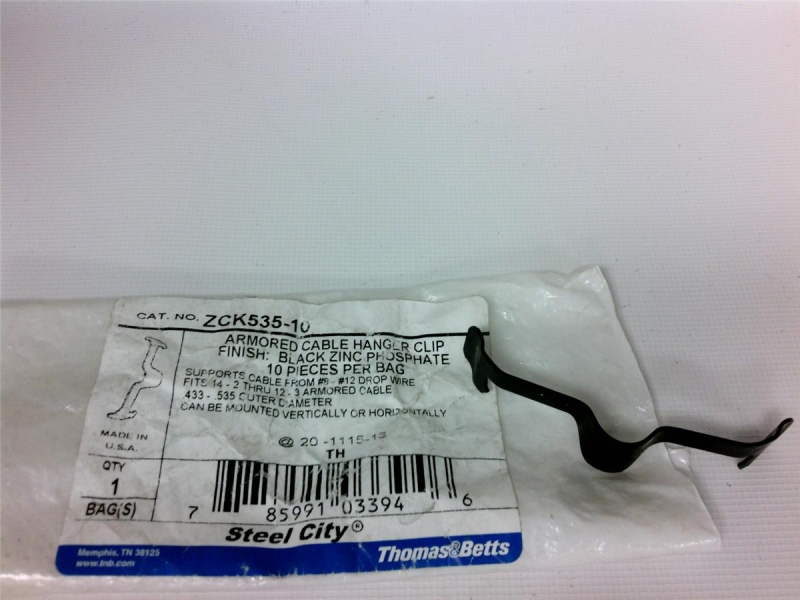 CAT. NO. ZCK535-10
ARMORED CABLE HANGER CLIP
FINISH: BLACK ZINC PHOSPHATE
10 PIECES PER BAG
SUPPORTS CABLE FROM #9 - #12 DROP WIRE
FITS 14 - 2 THRU 12 - 3 ARMORED CABLE
.433 - .535 OUTER DIAMETER
CAN BE MOUNTED VERTICALLY OR HORIZONTALLY
MADE IN
U.S.A.
20 -1115-
TH
QTY
1
BAG(S)
7 85991 03394 6
Steel City®
Memphis, TN 38125
www.tnb.com
Thomas&Betts